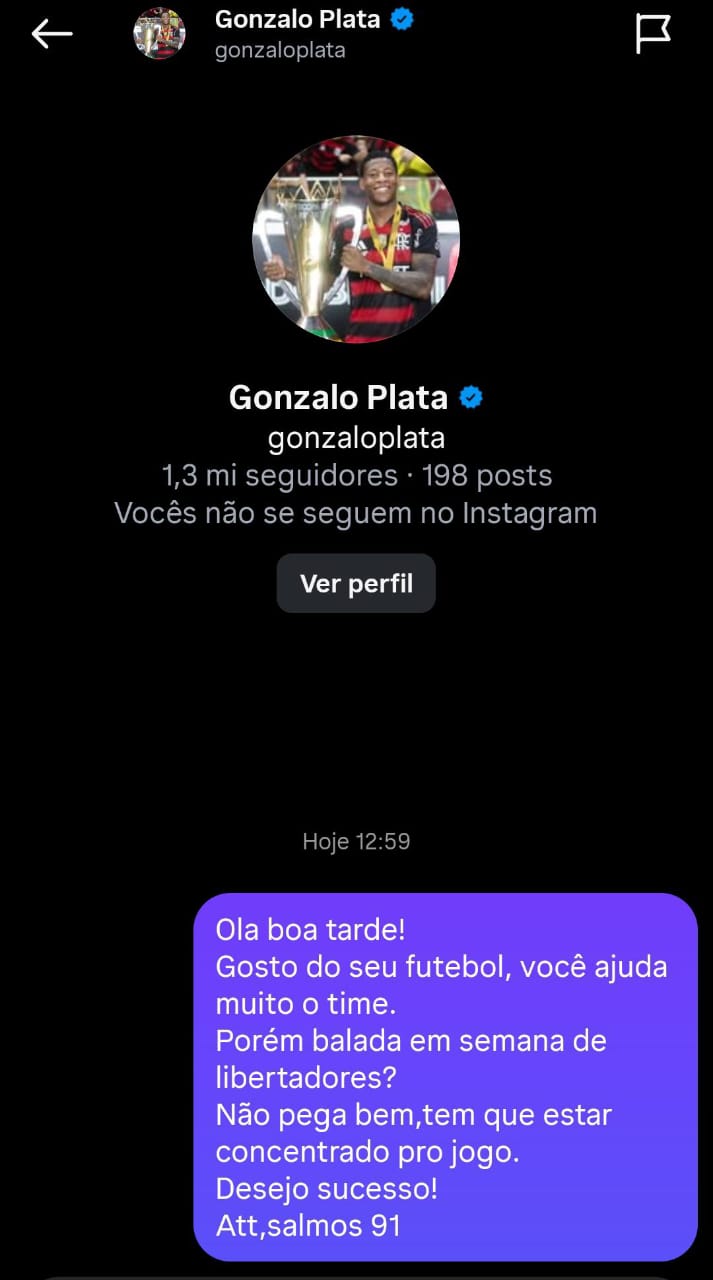 Gonzalo Plata
gonzaloplata
Gonzalo Plata
gonzaloplata
1,3 mi seguidores · 198 posts
Vocês não se seguem no Instagram
Ver perfil
Hoje 12:59
Ola boa tarde!
Gosto do seu futebol, você ajuda
muito o time.
Porém balada em semana de
libertadores?
Não pega bem,tem que estar
concentrado pro jogo.
Desejo sucesso!
Att,salmos 91